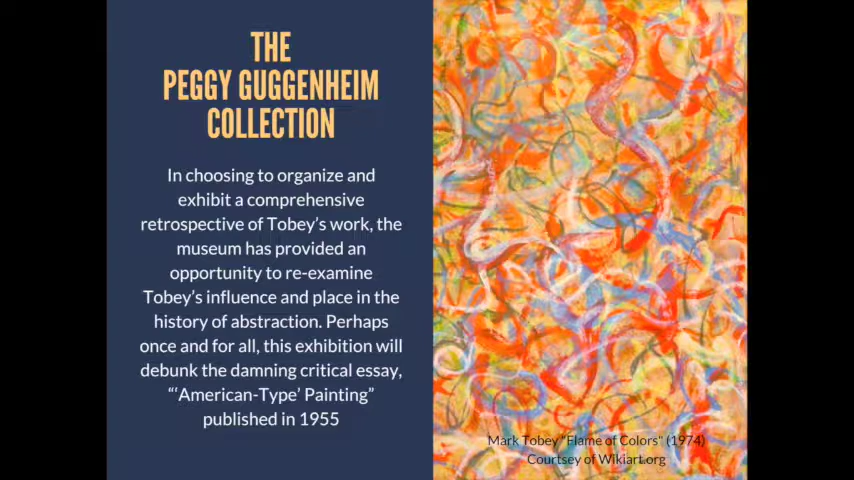 THE
PEGGY GUGGENHEIM
COLLECTION
In choosing to organize and
exhibit a comprehensive
retrospective of Tobey’s work, the
museum has provided an
opportunity to re-examine
Tobey’s influence and place in the
history of abstraction. Perhaps
once and for all, this exhibition will
debunk the damning critical essay,
“‘American-Type’ Painting”
published in 1955
Mark Tobey "Flame of Colors" (1974)
Courtsey of Wikiart.org